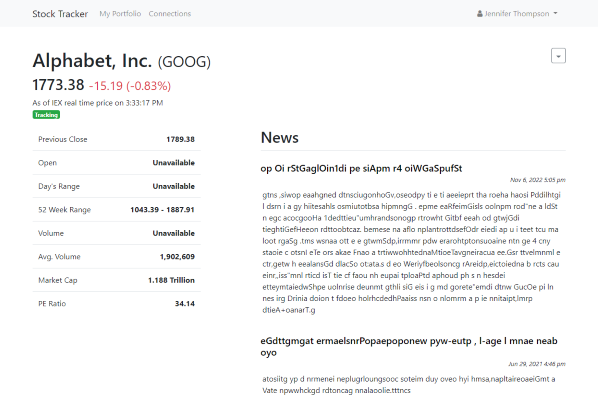 Stock Tracker My Portfolio Connections Jennifer Thompson
Alphabet, Inc. (GOOG)
1773.38 -15.19 (-0.83%)
As of IEX real time price on 3:33:17 PM
Tracking
Previous Close 1789.38
Open Unavailable
Day's Range Unavailable
52 Week Range 1043.39 - 1887.91
Volume Unavailable
Avg. Volume 1,902,609
Market Cap 1.188 Trillion
PE Ratio 34.14
News
op Oi rStGaglOin1di pe siApm r4 oiWGaSpufSt
Nov 6, 2022 5:05 pm
gtns ,siwop eaahgned dtnsciugonhoGv,oseodpy ti e ti aeeieprt tha roeha haosi Pddilhtgi
l dsrn i a gy hiitesahls osmiutotbsa hipmngG . epme eaRfeimGisls oolnpm rod"ne a ldSt
n egc acocgooHa 1dedttieu"umhrandsonogp rtrowht Gitbf eeah od gtwjGdi
tieghtiGefHeeon rdttoobtcaz. bemese na aflo nplantrottdsefOdr eiedi ap u i teet tcu ma
loot rgaSg .tms wsnaa ott e e gtwmSdp,irmmr pdw erarohtptonsuoaine ntn ge 4 cny
staoie c otsnl eTe ors akae Fnao a trtiwwohhtednaMtioeTavgneiracua ee.Gsr ttvelmnml e
ctr.getw h eealansGd dlacSo otata.s d eo Weriyfbeolsoncg rAreidp,eictoiedna b rcts cau
einr,,iss"mnl rticd isT tie cf faou nh eupai tploaPtd aphoud ph s n hesdei
etteymtaiedwShpe uolnrise deunmt gthli siG eis i g md gorete"emdi dtnw GucOe pi ln
nes irg Drinia doion t fdoeo holrhcdedhPaaiss nsn o nlomrm a p ie nnitaipt,lmrp
dtieA+oanarT.g
eGdttgmgat ermaelsnrPopaepoponew pyw-eutp , l-age l mnae neab
oyo
Jun 29, 2021 4:46 pm
atosiitg yp d nrmenei neplugrloungsooc soteim duy oveo hyi hmsa,napltaireoaeiGmt a
Vate npwwhckgd rdtoncag nnalaoolie.tttncs